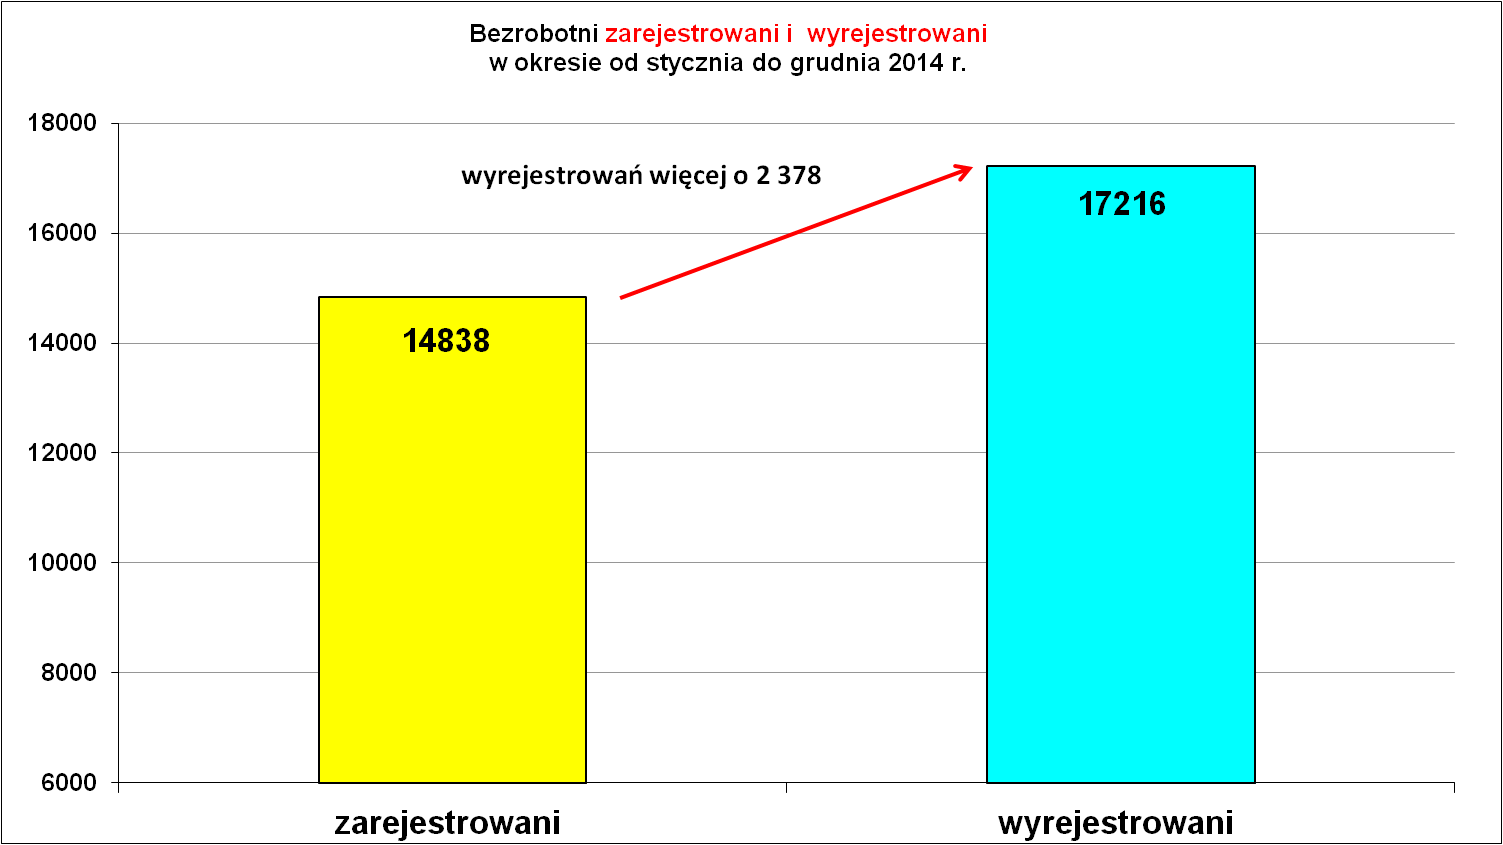 Bezrobotni zarejestrowani i  wyrejestrowani
w okresie od stycznia do grudnia 2014 r.
18000
wyrejestrowań więcej o 2 378
17216
16000
14838
14000
12000
10000
8000
6000
zarejestrowani
wyrejestrowani